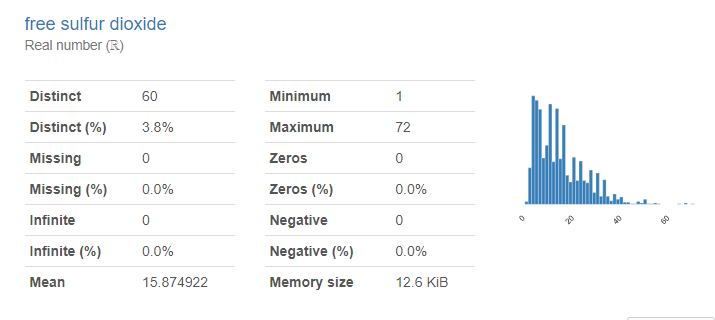 free sulfur dioxide
Real number (ℝ)
Distinct 60 Minimum 1
Distinct (%) 3.8% Maximum 72
Missing 0 Zeros 0
Missing (%) 0.0% Zeros (%) 0.0%
Infinite 0 Negative 0
Infinite (%) 0.0% Negative (%) 0.0%
Mean 15.874922 Memory size 12.6 KiB
0 20 40 60